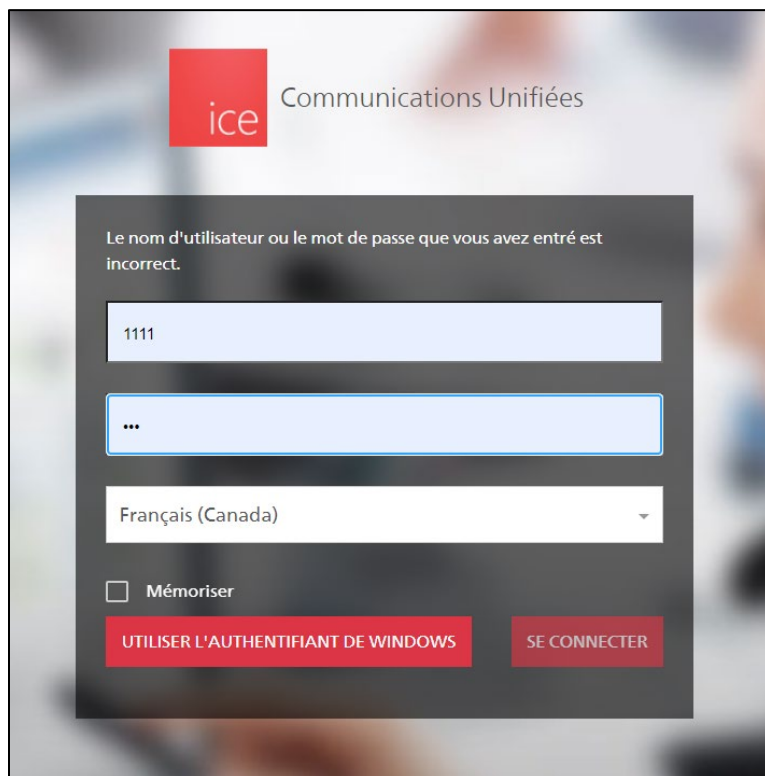 ice
Communications Unifiées
Le nom d'utilisateur ou le mot de passe que vous avez entré est
incorrect.
1111
•••
Français (Canada)
Mémoriser
UTILISER L'AUTHENTIFIANT DE WINDOWS
SE CONNECTER